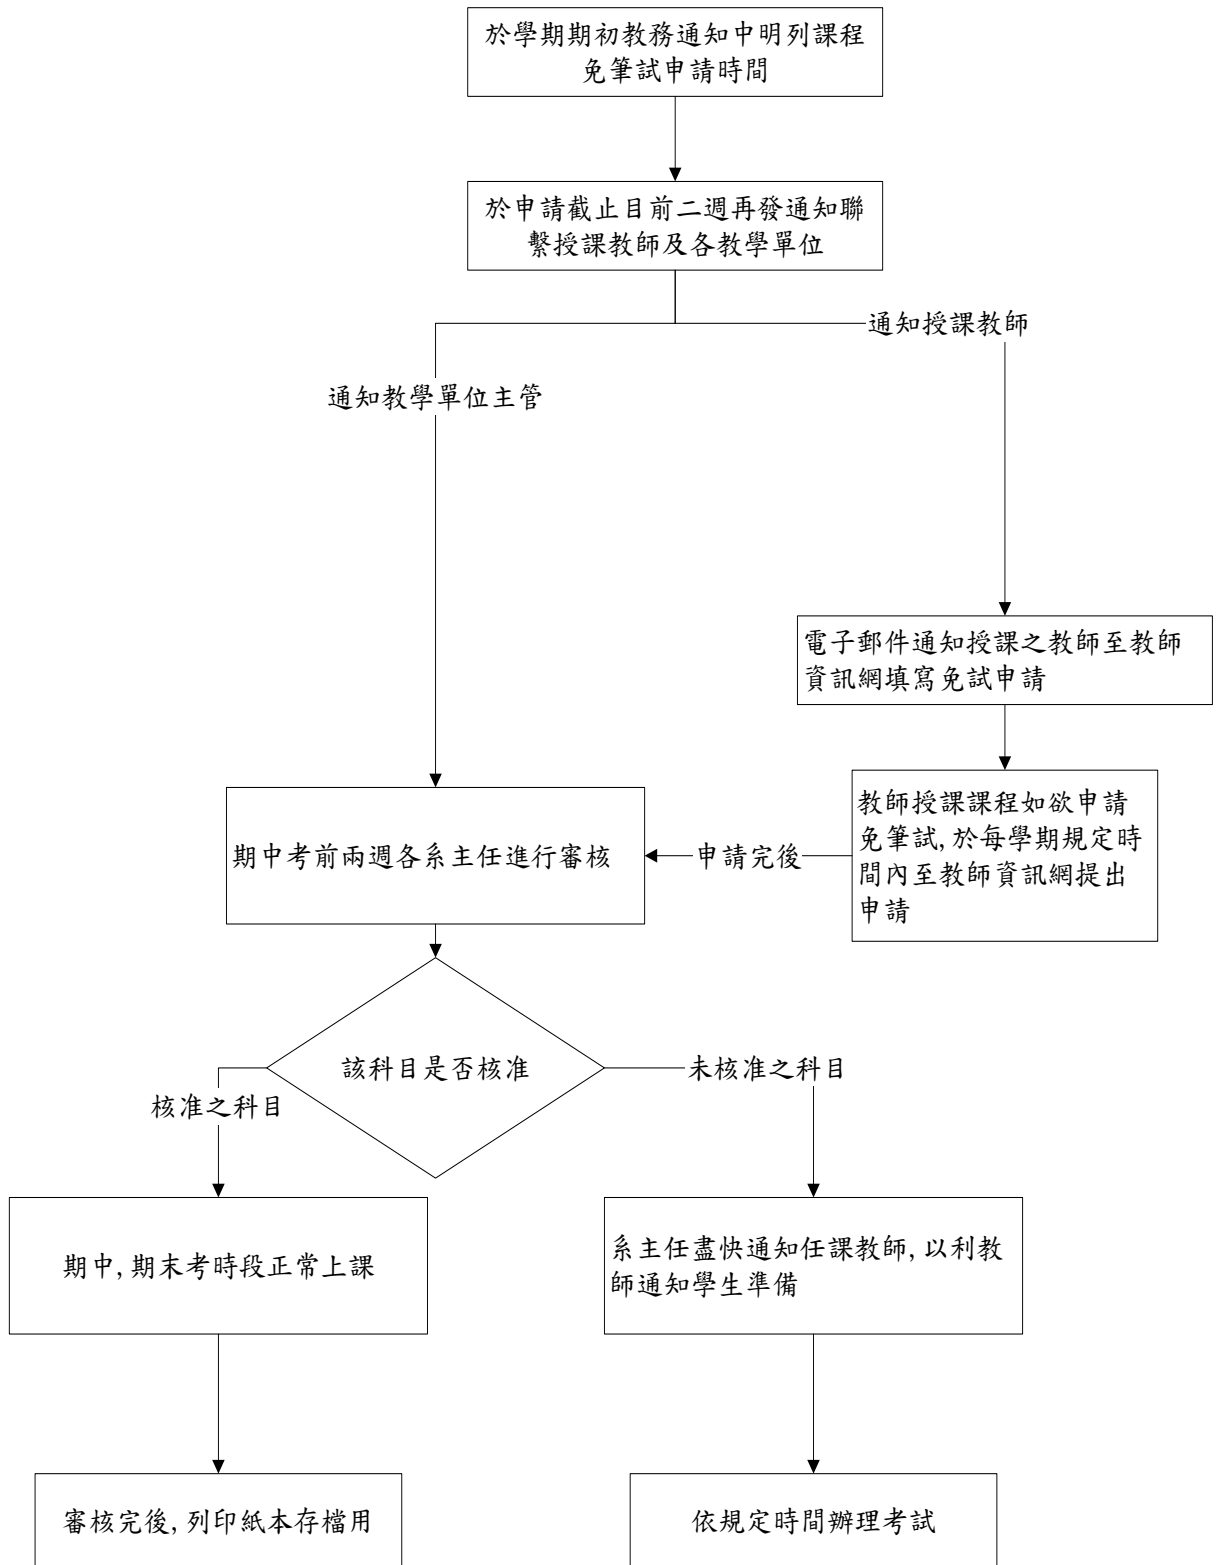 於學期期初教務通知中明列課程
免筆試申請時間
於申請截止目前二週再發通知聯
繫授課教師及各教學單位
通知授課教師
通知教學單位主管
電子郵件通知授課之教師至教師
資訊網填寫免試申請
教師授課課程如欲申請
免筆試, 於每學期規定時
間內至教師資訊網提出
申請
申請完後
期中考前兩週各系主任進行審核
該科目是否核准
未核准之科目
核准之科目
期中, 期末考時段正常上課
系主任盡快通知任課教師, 以利教
師通知學生準備
審核完後, 列印紙本存檔用
依規定時間辦理考試